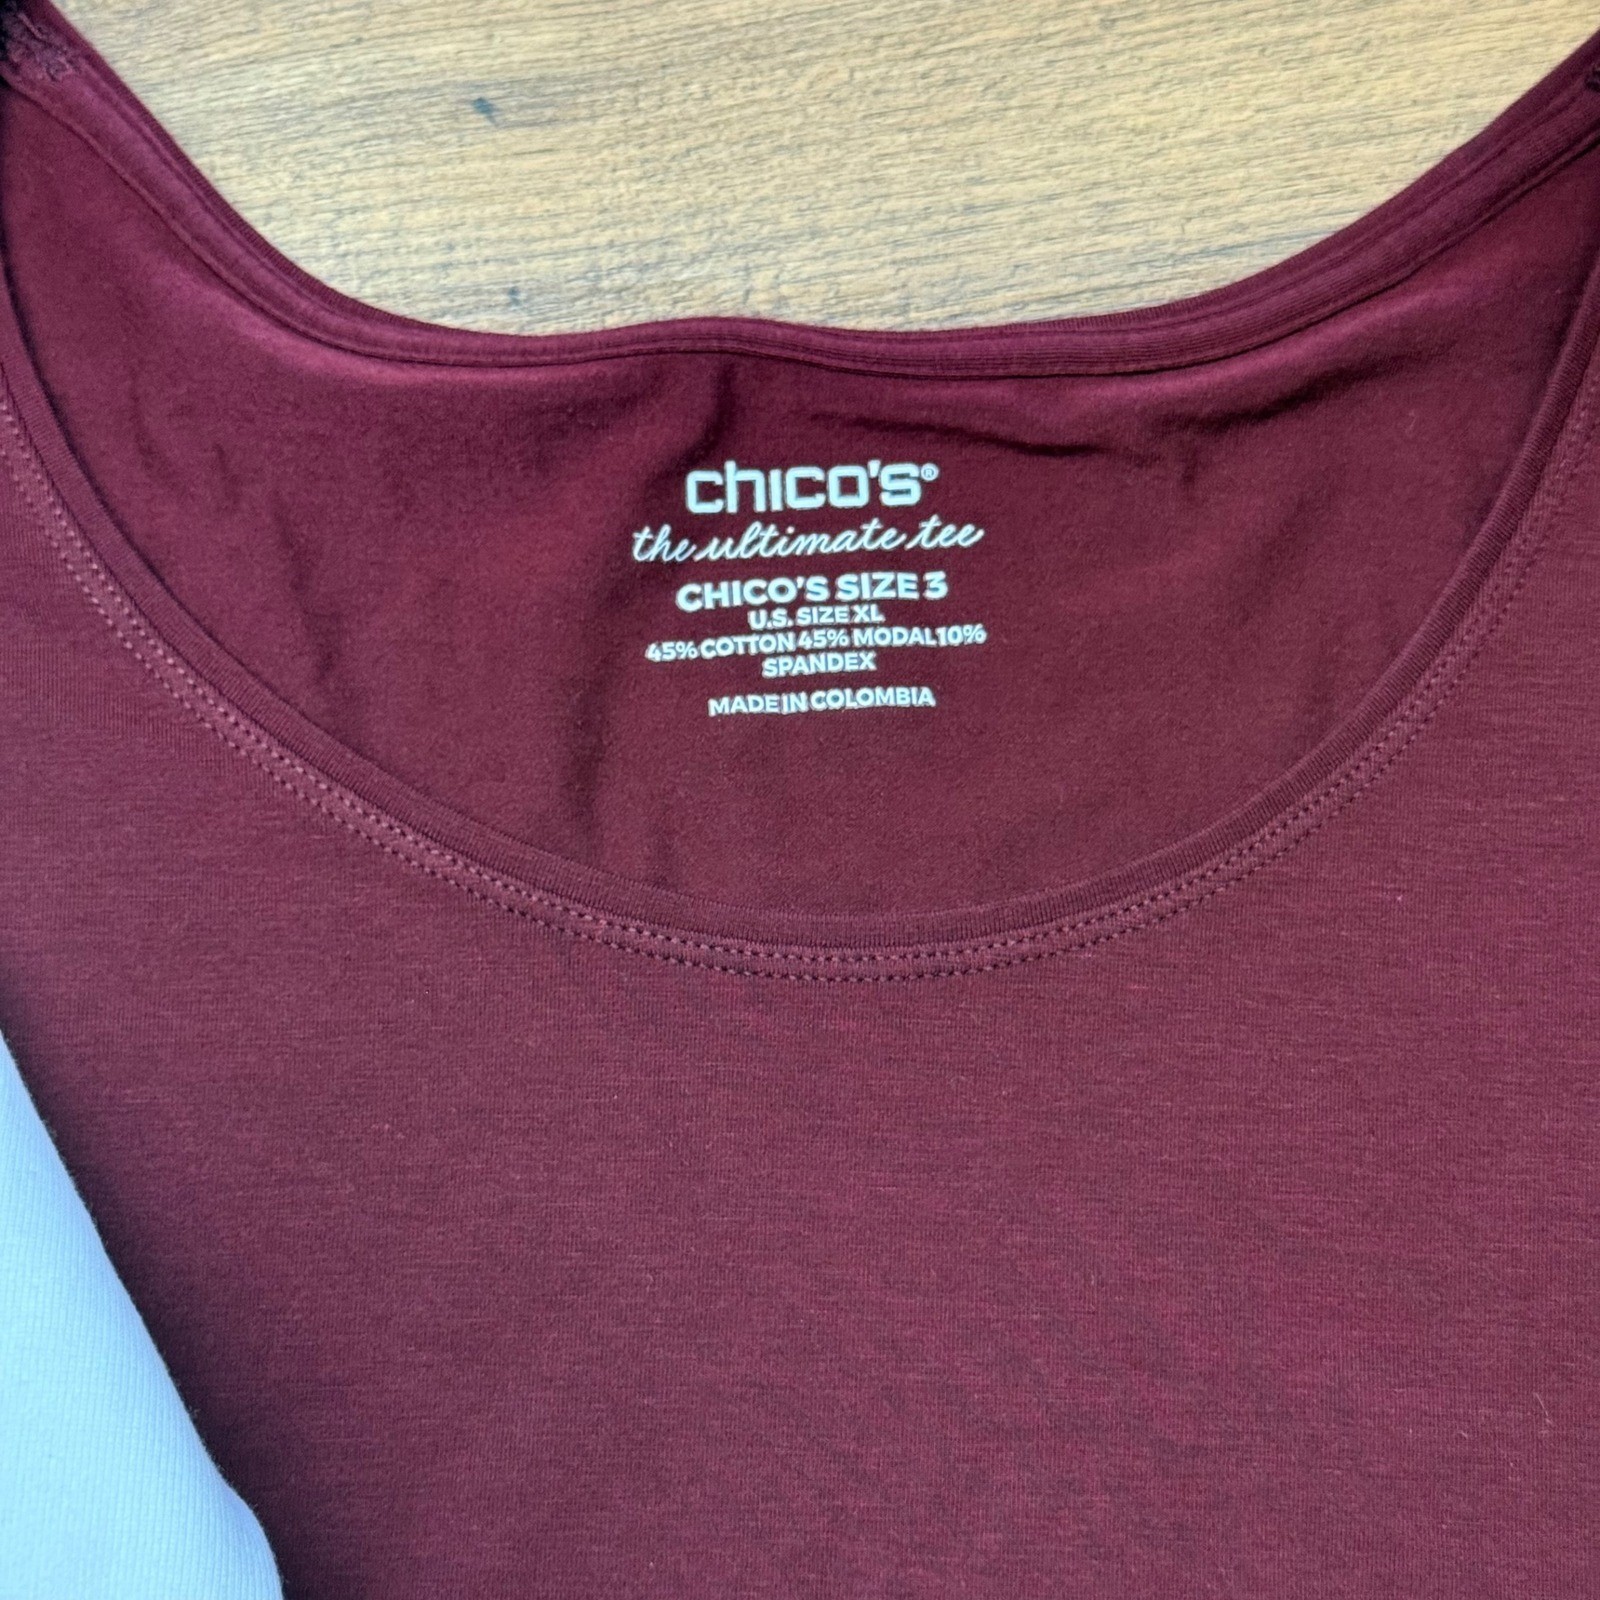 chico's®
the ultimate tee
CHICO'S SIZE 3
U.S. SIZE XL
45% COTTON 45% MODAL 10%
SPANDEX
MADE IN COLOMBIA